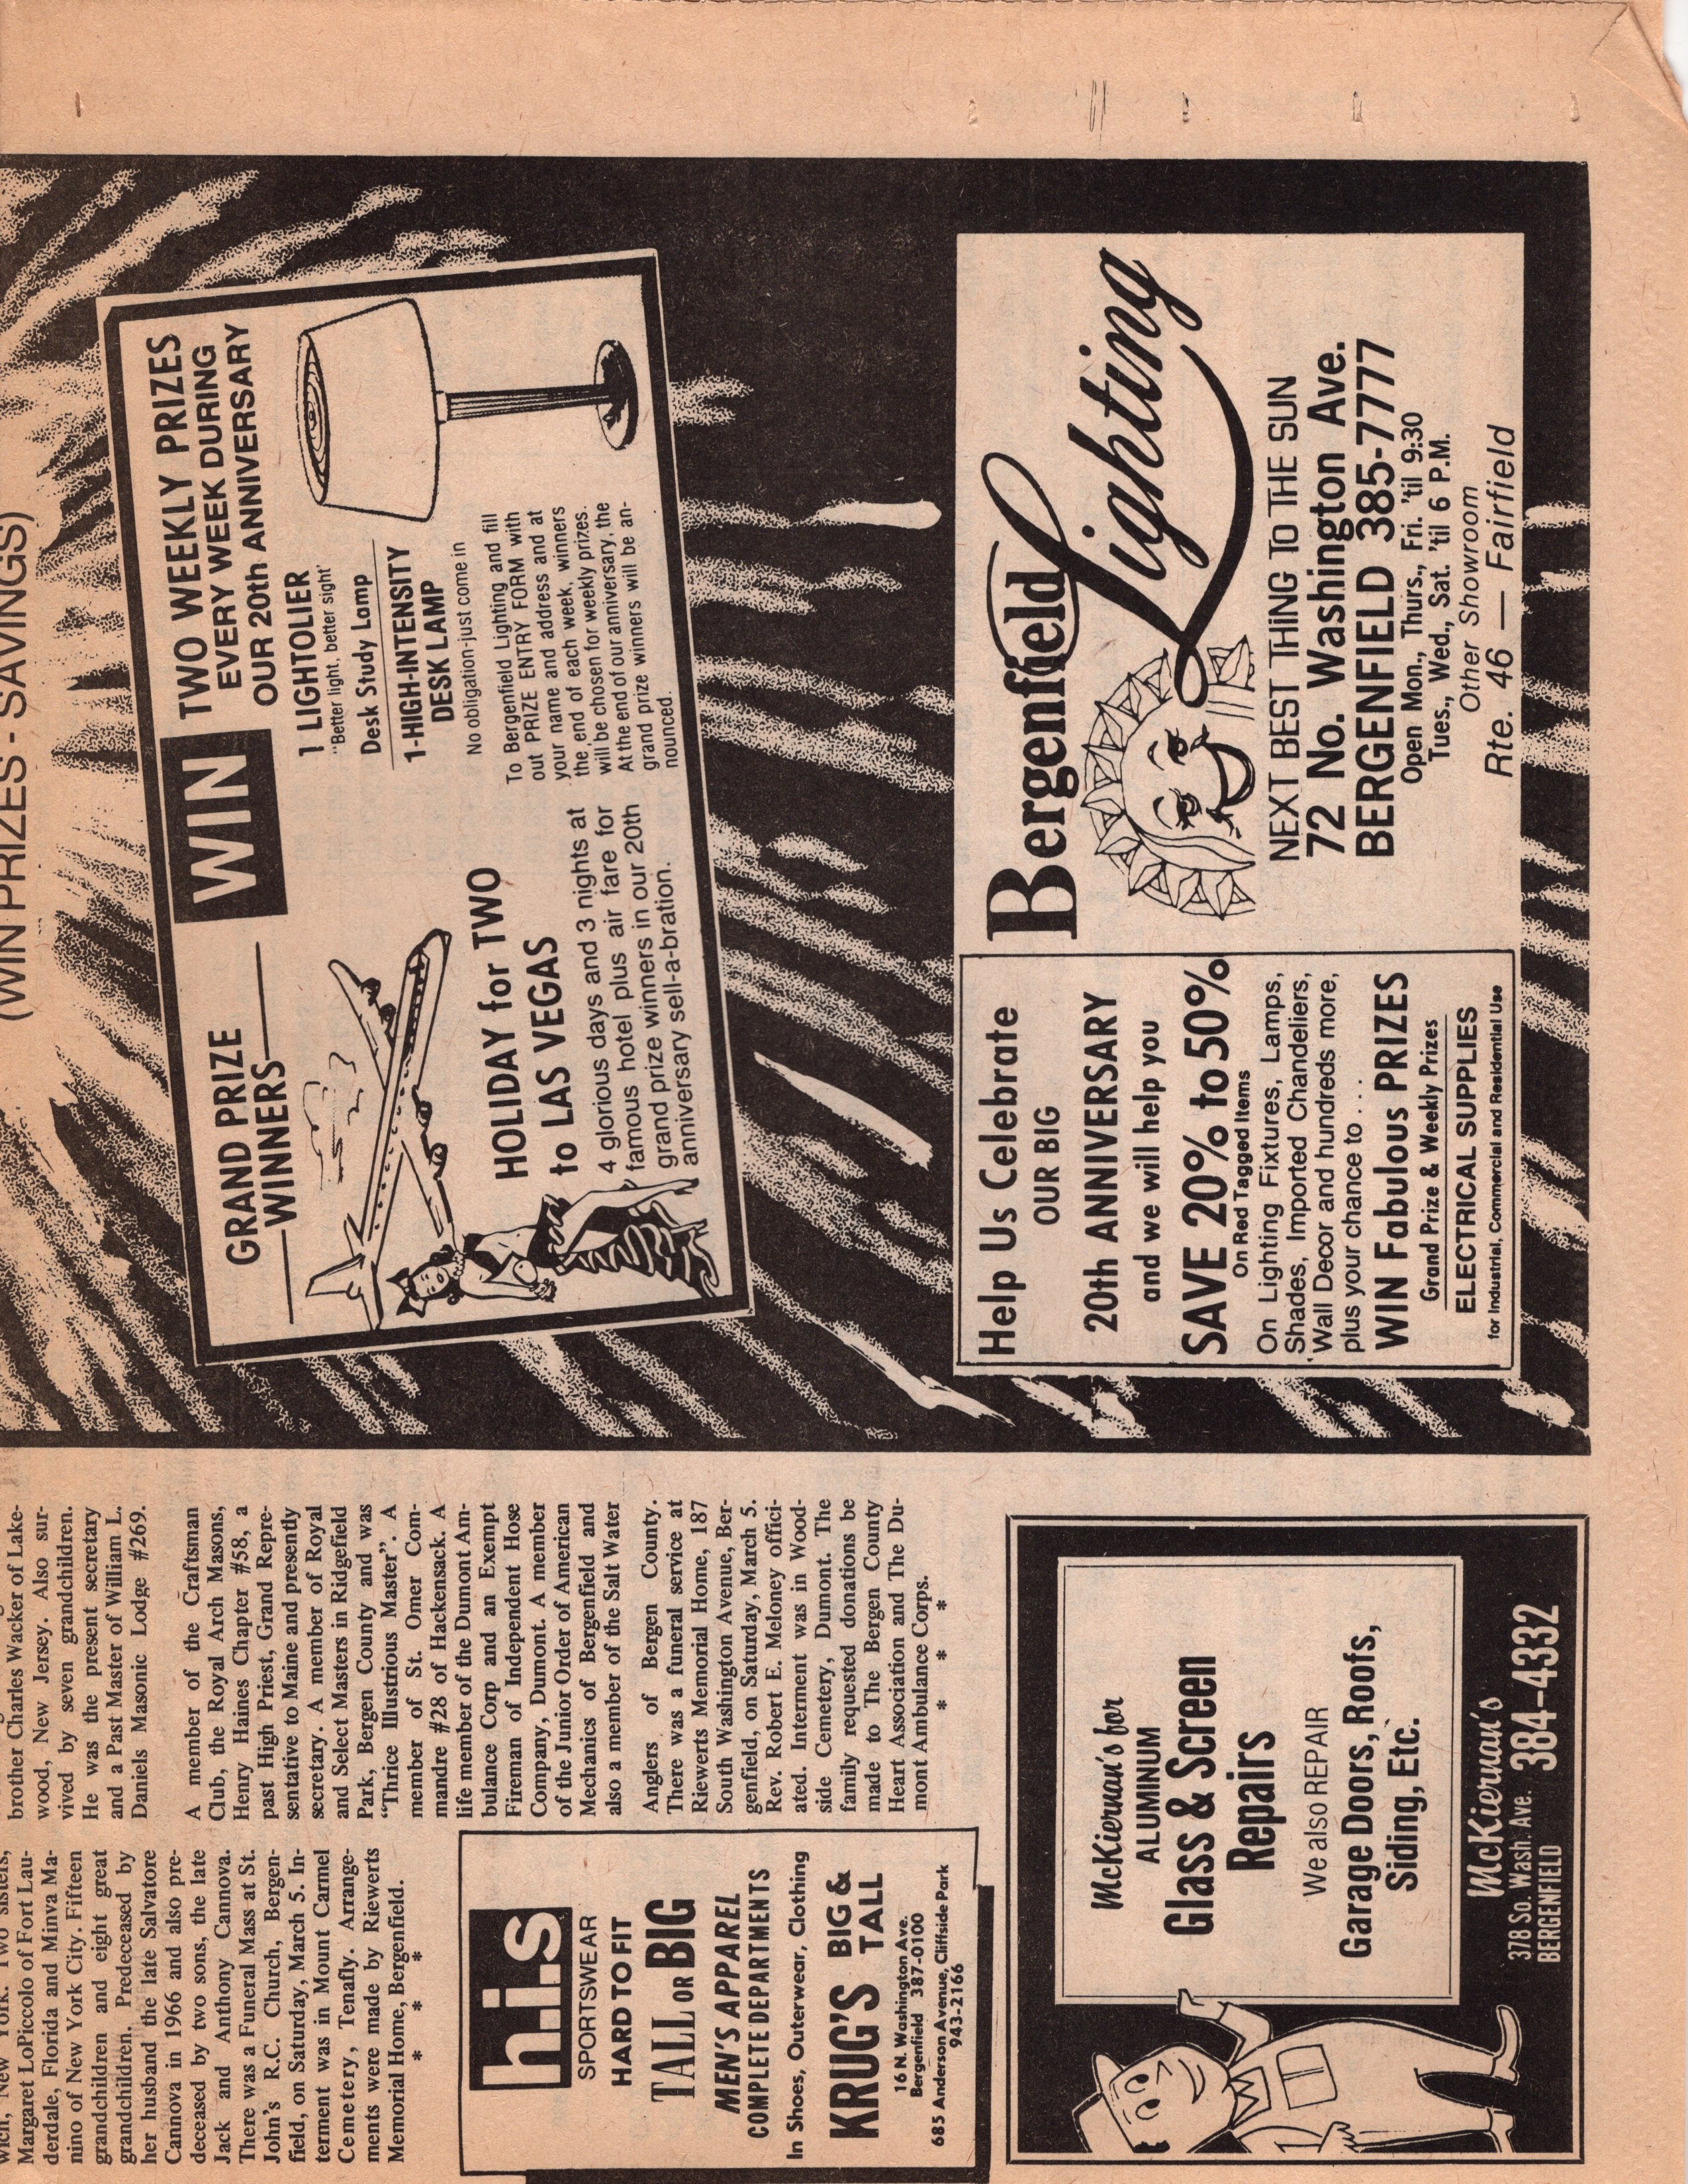 wich, New York. Two sisters,
Margaret LoPiccolo of Fort Lau-
derdale, Florida and Minva Ma-
nino of New York City. Fifteen
grandchildren and eight great
grandchildren. Predeceased by
her husband the late Salvatore
Cannova in 1966 and also pre-
deceased by two sons, the late
Jack and Anthony Cannova.
There was a Funeral Mass at St.
John's R.C. Church, Bergen-
field, on Saturday, March 5. In-
terment was in Mount Carmel
Cemetery, Tenafly. Arrange-
ments were made by Riewerts
Memorial Home, Bergenfield.
* * * *
h.i.s
SPORTSWEAR
HARD TO FIT
TALL OR BIG
MEN'S APPAREL
COMPLETE DEPARTMENTS
In Shoes, Outerwear, Clothing
KRUG'S BIG & TALL
16 N. Washington Ave.
Bergenfield 387-0100
685 Anderson Avenue, Cliffside Park
943-2166
brother Charles Wacker of Lake-
wood, New Jersey. Also sur-
vived by seven grandchildren.
He was the present secretary
and a Past Master of William L.
Daniels Masonic Lodge #269.
A member of the Craftsman
Club, the Royal Arch Masons,
Henry Haines Chapter #58, a
past High Priest, Grand Repre-
sentative to Maine and presently
secretary. A member of Royal
and Select Masters in Ridgefield
Park, Bergen County and was
"Thrice Illustrious Master". A
member of St. Omer Com-
mandre #28 of Hackensack. A
life member of the Dumont Am-
bulance Corp and an Exempt
Fireman of Independent Hose
Company, Dumont. A member
of the Junior Order of American
Mechanics of Bergenfield and
also a member of the Salt Water
Anglers of Bergen County.
There was a funeral service at
Riewerts Memorial Home, 187
South Washington Avenue, Ber-
genfield, on Saturday, March 5.
Rev. Robert E. Meloney offici-
ated. Interment was in Wood-
side Cemetery, Dumont. The
family requested donations be
made to The Bergen County
Heart Association and The Du-
mont Ambulance Corps.
* * * *
McKiernan's for
ALUMINUM
Glass & Screen
Repairs
We also REPAIR
Garage Doors, Roofs,
Siding, Etc.
McKiernan's
378 So. Wash. Ave.
BERGENFIELD
384-4332
(WIN PRIZES - SAVINGS)
GRAND PRIZE
WINNERS
WIN
HOLIDAY for TWO
to LAS VEGAS
4 glorious days and 3 nights at
famous hotel plus air fare for
grand prize winners in our 20th
anniversary sell-a-bration.
TWO WEEKLY PRIZES
EVERY WEEK DURING
OUR 20th ANNIVERSARY
1 LIGHTOLIER
"Better light, better sight'
Desk Study Lamp
1-HIGH-INTENSITY
DESK LAMP
No obligation-just come in
To Bergenfield Lighting and fill
out PRIZE ENTRY FORM with
your name and address and at
the end of each week, winners
will be chosen for weekly prizes.
At the end of our anniversary, the
grand prize winners will be an-
nounced.
Help Us Celebrate
OUR BIG
20th ANNIVERSARY
and we will help you
SAVE 20% to 50%
On Red Tagged Items
On Lighting Fixtures, Lamps,
Shades, Imported Chandeliers,
Wall Decor and hundreds more,
plus your chance to . . .
WIN Fabulous PRIZES
Grand Prize & Weekly Prizes
ELECTRICAL SUPPLIES
for Industrial, Commercial and Residential Use
Bergenfield
Lighting
NEXT BEST THING TO THE SUN
72 No. Washington Ave.
BERGENFIELD 385-7777
Open Mon., Thurs., Fri. 'til 9:30
Tues., Wed., Sat. 'til 6 P.M.
Other Showroom
Rte. 46 — Fairfield